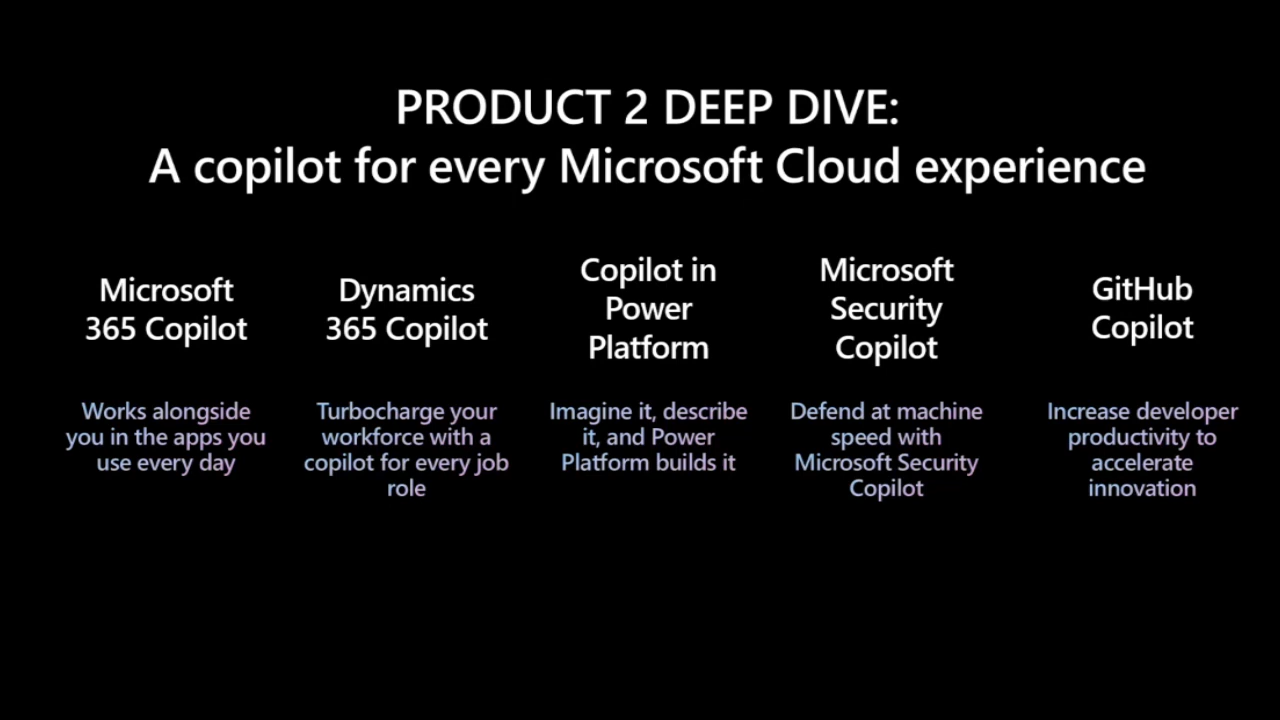 PRODUCT 2 DEEP DIVE:
A copilot for every Microsoft Cloud experience
Microsoft
365 Copilot
Works alongside
you in the apps you
use every day
Dynamics
365 Copilot
Turbocharge your
workforce with a
copilot for every job
role
Copilot in
Power
Platform
Imagine it, describe
it, and Power
Platform builds it
Microsoft
Security
Copilot
Defend at machine
speed with
Microsoft Security
Copilot
GitHub
Copilot
Increase developer
productivity to
accelerate
innovation